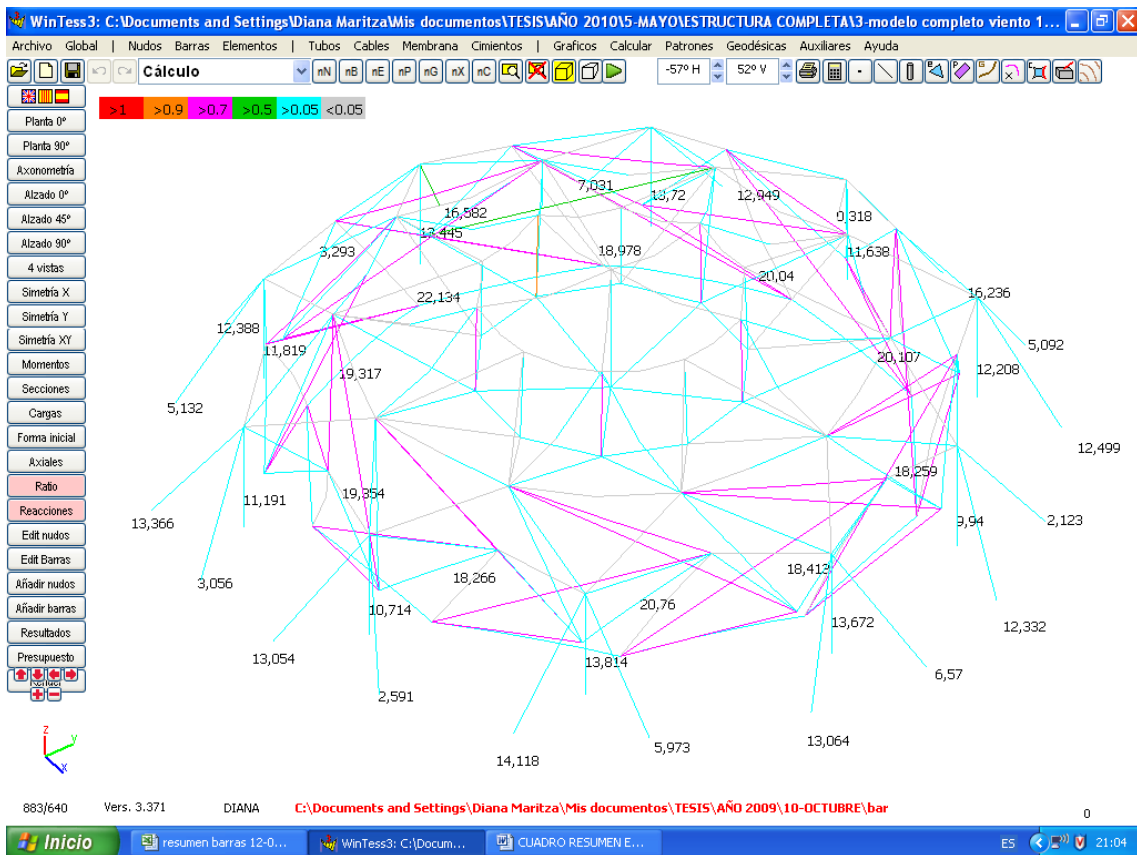 WinTess3: C:\Documents and Settings\Diana Maritza\Mis documentos\TESIS\AÑO 2010\5-MAYO\ESTRUCTURA COMPLETA\3-modelo completo viento 1...
Archivo Global | Nudos Barras Elementos | Tubos Cables Membrana Cimientos | Graficos Calcular Patrones Geodésicas Auxiliares Ayuda
Cálculo nN nB nE nP nG nX nC -57º H 52º V
>1 >0.9 >0.7 >0.5 >0.05 <0.05
Planta 0º
Planta 90º
Axonometría
Alzado 0º
Alzado 45º
Alzado 90º
4 vistas
Simetría X
Simetría Y
Simetría XY
Momentos
Secciones
Cargas
Forma inicial
Axiales
Ratio
Reacciones
Edit nudos
Edit Barras
Añadir nudos
Añadir barras
Resultados
Presupuesto
7,031
13,72
12,949
16,582
9,318
13,445
3,293
18,978
11,638
20,04
22,134
16,236
12,388
11,819
20,107
5,092
19,317
12,208
5,132
12,499
18,259
11,191
19,354
13,366
9,94
2,123
3,056
18,266
18,413
10,714
20,76
13,672
12,332
13,054
13,814
6,57
2,591
13,064
5,973
14,118
z
y
x
883/640 Vers. 3.371 DIANA C:\Documents and Settings\Diana Maritza\Mis documentos\TESIS\AÑO 2009\10-OCTUBRE\bar 0
Inicio resumen barras 12-0... WinTess3: C:\Docum... CUADRO RESUMEN E... ES 21:04